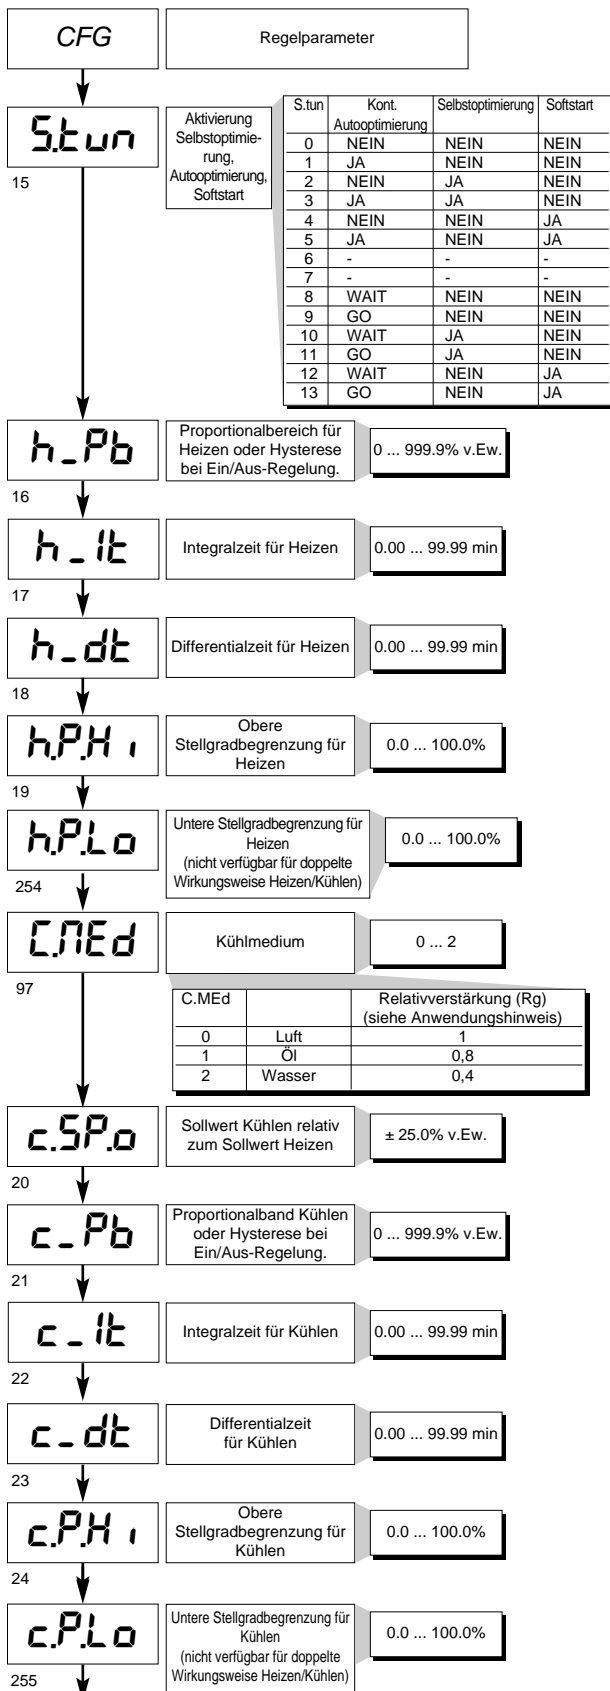 CFG
Regelparameter
S.tun
15
Aktivierung
Selbstoptimie-
rung,
Autooptimierung,
Softstart
S.tun Kont. Selbstoptimierung Softstart
Autooptimierung
0 NEIN NEIN NEIN
1 JA NEIN NEIN
2 NEIN JA NEIN
3 JA JA NEIN
4 NEIN NEIN JA
5 JA NEIN JA
6 - - -
7 - - -
8 WAIT NEIN NEIN
9 GO NEIN NEIN
10 WAIT JA NEIN
11 GO JA NEIN
12 WAIT NEIN JA
13 GO NEIN JA
h_Pb
16
Proportionalbereich für
Heizen oder Hysterese
bei Ein/Aus-Regelung.
0 ... 999.9% v.Ew.
h_It
17
Integralzeit für Heizen
0.00 ... 99.99 min
h_dt
18
Differentialzeit für Heizen
0.00 ... 99.99 min
h.P.Hi
19
Obere
Stellgradbegrenzung für
Heizen
0.0 ... 100.0%
h.P.Lo
254
Untere Stellgradbegrenzung für
Heizen
(nicht verfügbar für doppelte
Wirkungsweise Heizen/Kühlen)
0.0 ... 100.0%
C.MEd
97
Kühlmedium
0 ... 2
C.MEd Relativverstärkung (Rg)
(siehe Anwendungshinweis)
0 Luft 1
1 Öl 0,8
2 Wasser 0,4
c.SP.o
20
Sollwert Kühlen relativ
zum Sollwert Heizen
± 25.0% v.Ew.
c_Pb
21
Proportionalband Kühlen
oder Hysterese bei
Ein/Aus-Regelung.
0 ... 999.9% v.Ew.
c_It
22
Integralzeit für Kühlen
0.00 ... 99.99 min
c_dt
23
Differentialzeit
für Kühlen
0.00 ... 99.99 min
c.P.Hi
24
Obere
Stellgradbegrenzung für
Kühlen
0.0 ... 100.0%
c.P.Lo
255
Untere Stellgradbegrenzung für
Kühlen
(nicht verfügbar für doppelte
Wirkungsweise Heizen/Kühlen)
0.0 ... 100.0%